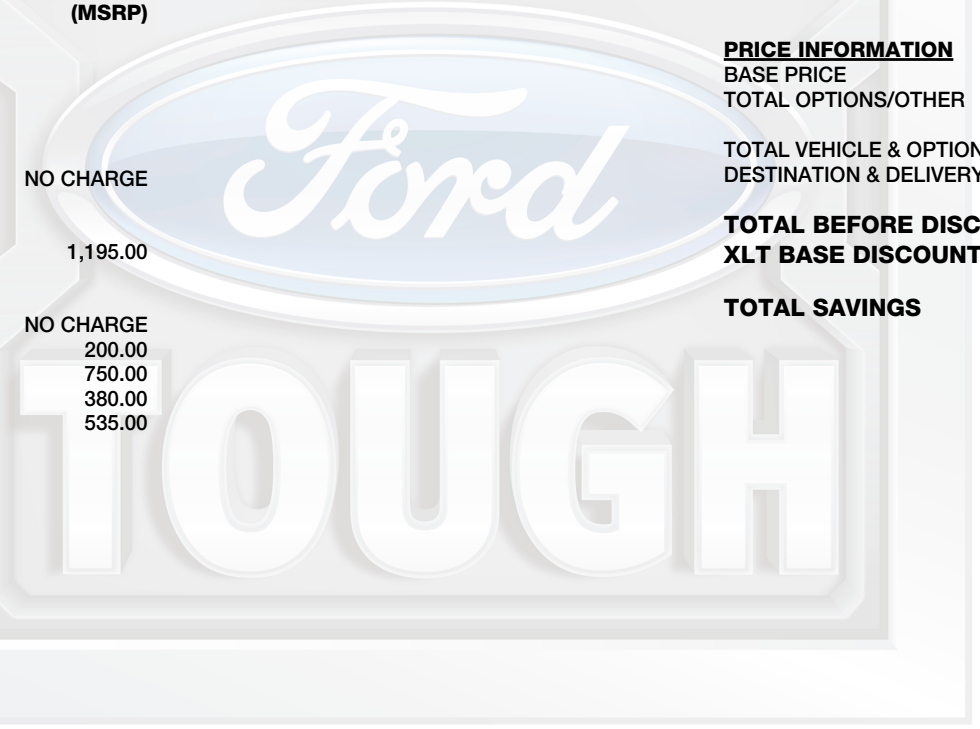 (MSRP)
NO CHARGE
1,195.00
NO CHARGE
200.00
750.00
380.00
535.00
PRICE INFORMATION
BASE PRICE
TOTAL OPTIONS/OTHER
TOTAL VEHICLE & OPTION
DESTINATION & DELIVERY
TOTAL BEFORE DISC
XLT BASE DISCOUNT
TOTAL SAVINGS
Ford
TOUGH